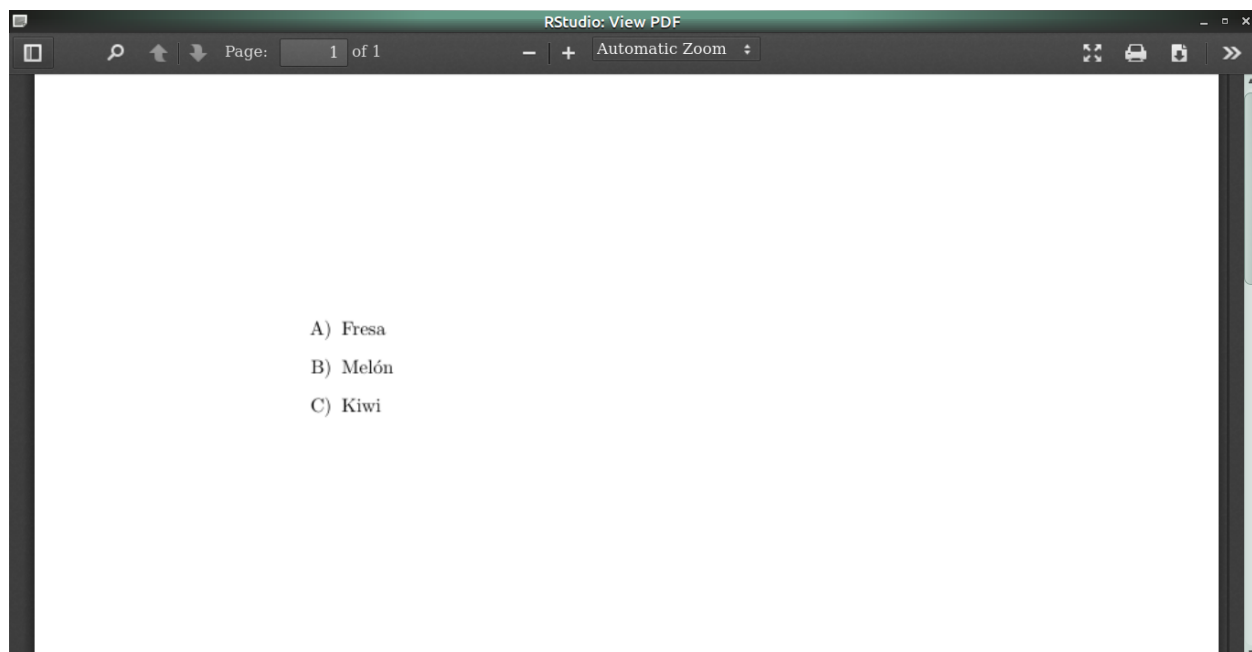 RStudio: View PDF
Page: 1 of 1 Automatic Zoom
A) Fresa
B) Melón
C) Kiwi